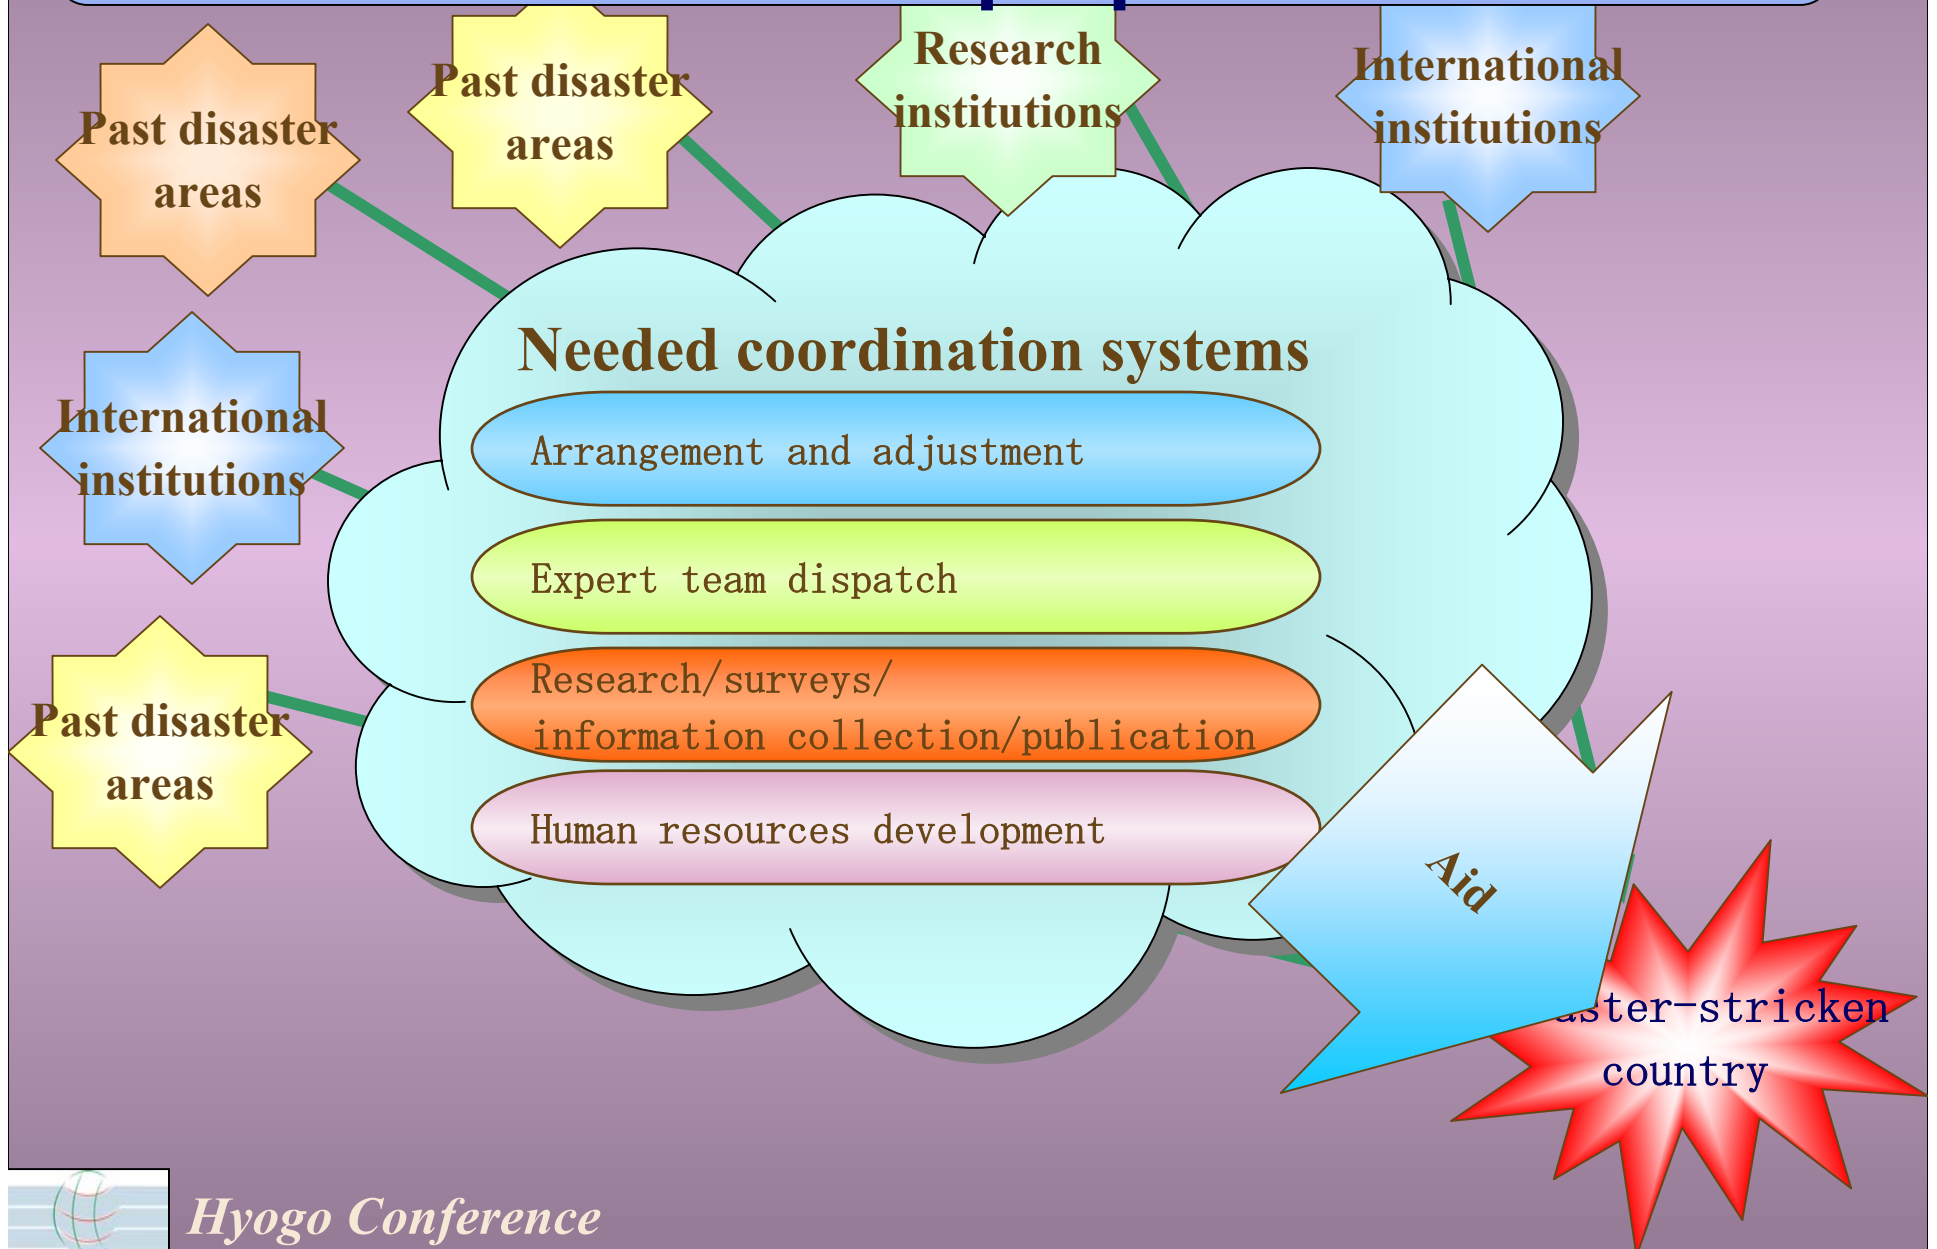 Research
institutions
International
institutions
Past disaster
areas
Past disaster
areas
International
institutions
Past disaster
areas
Needed coordination systems
Arrangement and adjustment
Expert team dispatch
Research/surveys/
information collection/publication
Human resources development
Aid
country
Hyogo Conference